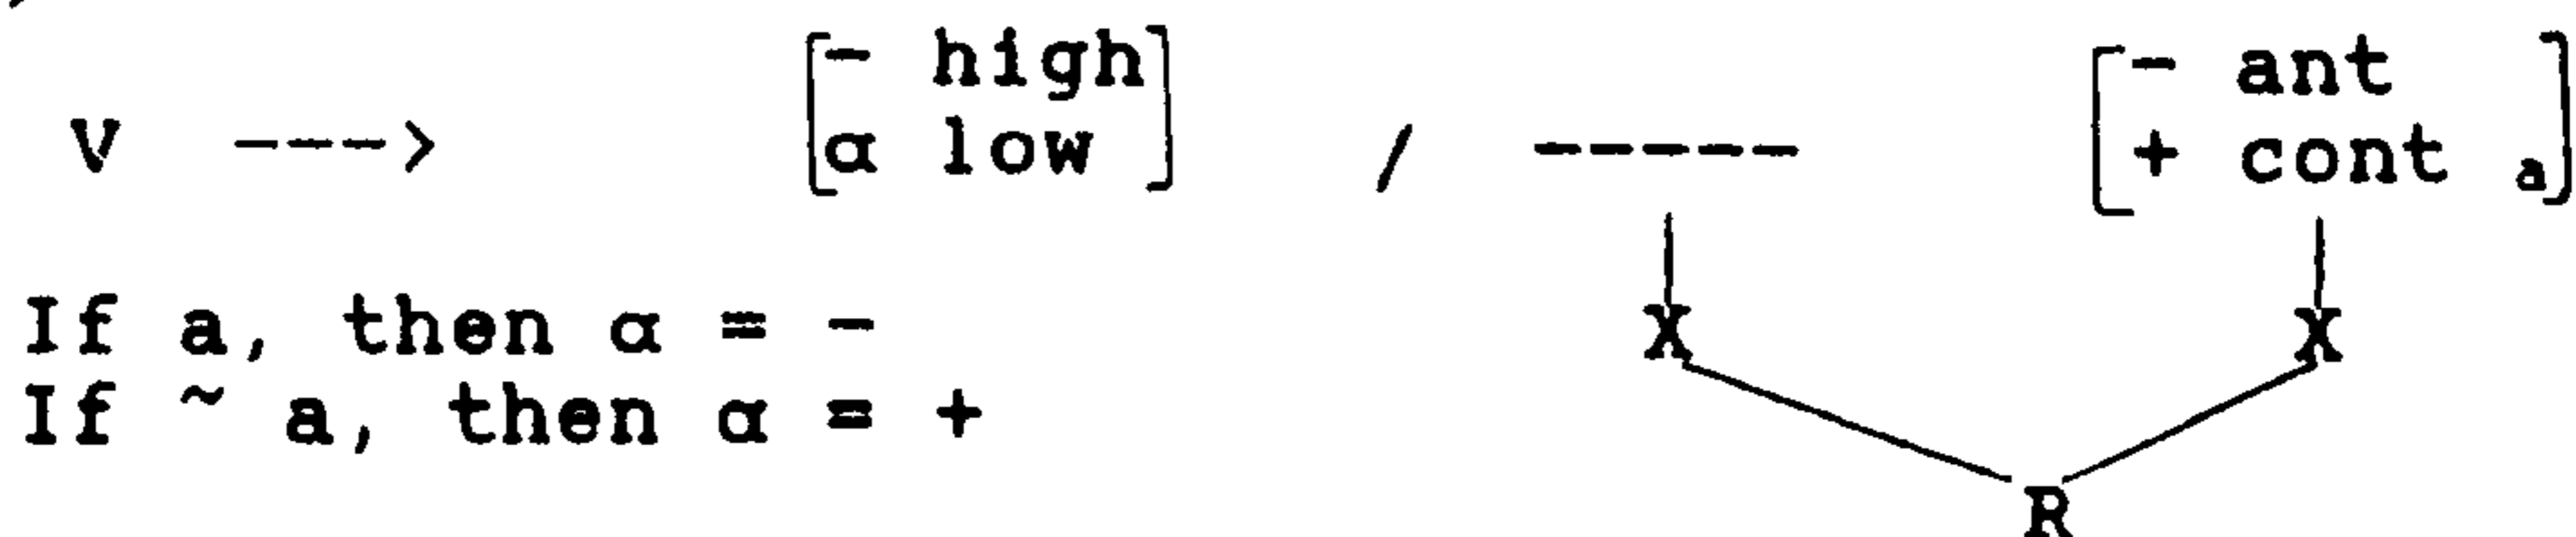 [- high] [- ant]
V ---> [α low] / ----- [+ cont a]
X X
If a, then α = -
If ~ a, then α = +
R